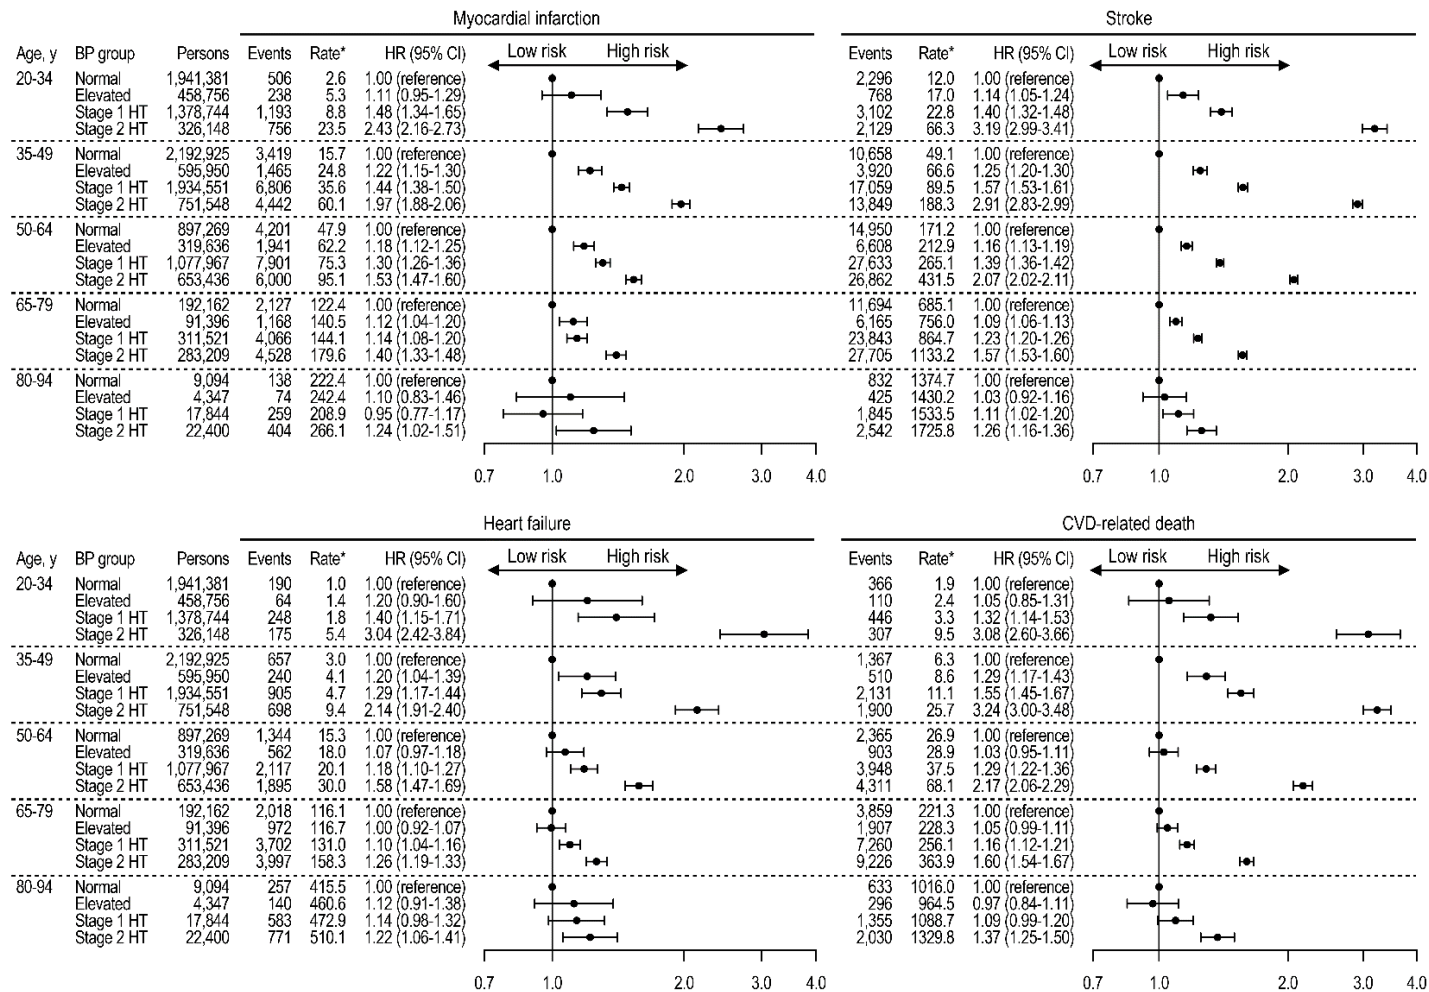 Myocardial infarction Stroke
Age, y BP group Persons Events Rate* HR (95% CI) Low risk High risk Events Rate* HR (95% CI) Low risk High risk
20-34 Normal 1,941,381 506 2.6 1.00 (reference) 2,296 12.0 1.00 (reference)
Elevated 458,756 238 5.3 1.11 (0.95-1.29) 768 17.0 1.14 (1.05-1.24)
Stage 1 HT 1,378,744 1,193 8.8 1.48 (1.34-1.65) 3,102 22.8 1.40 (1.32-1.48)
Stage 2 HT 326,148 756 23.5 2.43 (2.16-2.73) 2,129 66.3 3.19 (2.99-3.41)
35-49 Normal 2,192,925 3,419 15.7 1.00 (reference) 10,658 49.1 1.00 (reference)
Elevated 595,950 1,465 24.8 1.22 (1.15-1.30) 3,920 66.6 1.25 (1.20-1.30)
Stage 1 HT 1,934,551 6,806 35.6 1.44 (1.38-1.50) 17,059 89.5 1.57 (1.53-1.61)
Stage 2 HT 751,548 4,442 60.1 1.97 (1.88-2.06) 13,849 188.3 2.91 (2.83-2.99)
50-64 Normal 897,269 4,201 47.9 1.00 (reference) 14,950 171.2 1.00 (reference)
Elevated 319,636 1,941 62.2 1.18 (1.12-1.25) 6,608 212.9 1.16 (1.13-1.19)
Stage 1 HT 1,077,967 7,901 75.3 1.30 (1.26-1.36) 27,633 265.1 1.39 (1.36-1.42)
Stage 2 HT 653,436 6,000 95.1 1.53 (1.47-1.60) 26,862 431.5 2.07 (2.02-2.11)
65-79 Normal 192,162 2,127 122.4 1.00 (reference) 11,694 685.1 1.00 (reference)
Elevated 91,396 1,168 140.5 1.12 (1.04-1.20) 6,165 756.0 1.09 (1.06-1.13)
Stage 1 HT 311,521 4,066 144.1 1.14 (1.08-1.20) 23,843 864.7 1.23 (1.20-1.26)
Stage 2 HT 283,209 4,528 179.6 1.40 (1.33-1.48) 27,705 1133.2 1.57 (1.53-1.60)
80-94 Normal 9,094 138 222.4 1.00 (reference) 832 1374.7 1.00 (reference)
Elevated 4,347 74 242.4 1.10 (0.83-1.46) 425 1430.2 1.03 (0.92-1.16)
Stage 1 HT 17,844 259 208.9 0.95 (0.77-1.17) 1,845 1533.5 1.11 (1.02-1.20)
Stage 2 HT 22,400 404 266.1 1.24 (1.02-1.51) 2,542 1725.8 1.26 (1.16-1.36)
0.7 1.0 2.0 3.0 4.0 0.7 1.0 2.0 3.0 4.0
Heart failure CVD-related death
Age, y BP group Persons Events Rate* HR (95% CI) Low risk High risk Events Rate* HR (95% CI) Low risk High risk
20-34 Normal 1,941,381 190 1.0 1.00 (reference) 366 1.9 1.00 (reference)
Elevated 458,756 64 1.4 1.20 (0.90-1.60) 110 2.4 1.05 (0.85-1.31)
Stage 1 HT 1,378,744 248 1.8 1.40 (1.15-1.71) 446 3.3 1.32 (1.14-1.53)
Stage 2 HT 326,148 175 5.4 3.04 (2.42-3.84) 307 9.5 3.08 (2.60-3.66)
35-49 Normal 2,192,925 657 3.0 1.00 (reference) 1,367 6.3 1.00 (reference)
Elevated 595,950 240 4.1 1.20 (1.04-1.39) 510 8.6 1.29 (1.17-1.43)
Stage 1 HT 1,934,551 905 4.7 1.29 (1.17-1.44) 2,131 11.1 1.55 (1.45-1.67)
Stage 2 HT 751,548 698 9.4 2.14 (1.91-2.40) 1,900 25.7 3.24 (3.00-3.48)
50-64 Normal 897,269 1,344 15.3 1.00 (reference) 2,365 26.9 1.00 (reference)
Elevated 319,636 562 18.0 1.07 (0.97-1.18) 903 28.9 1.03 (0.95-1.11)
Stage 1 HT 1,077,967 2,117 20.1 1.18 (1.10-1.27) 3,948 37.5 1.29 (1.22-1.36)
Stage 2 HT 653,436 1,895 30.0 1.58 (1.47-1.69) 4,311 68.1 2.17 (2.06-2.29)
65-79 Normal 192,162 2,018 116.1 1.00 (reference) 3,859 221.3 1.00 (reference)
Elevated 91,396 972 116.7 1.00 (0.92-1.07) 1,907 228.3 1.05 (0.99-1.11)
Stage 1 HT 311,521 3,702 131.0 1.10 (1.04-1.16) 7,260 256.1 1.16 (1.12-1.21)
Stage 2 HT 283,209 3,997 158.3 1.26 (1.19-1.33) 9,226 363.9 1.60 (1.54-1.67)
80-94 Normal 9,094 257 415.5 1.00 (reference) 633 1016.0 1.00 (reference)
Elevated 4,347 140 460.6 1.12 (0.91-1.38) 296 964.5 0.97 (0.84-1.11)
Stage 1 HT 17,844 583 472.9 1.14 (0.98-1.32) 1,355 1088.7 1.09 (0.99-1.20)
Stage 2 HT 22,400 771 510.1 1.22 (1.06-1.41) 2,030 1329.8 1.37 (1.25-1.50)
0.7 1.0 2.0 3.0 4.0 0.7 1.0 2.0 3.0 4.0